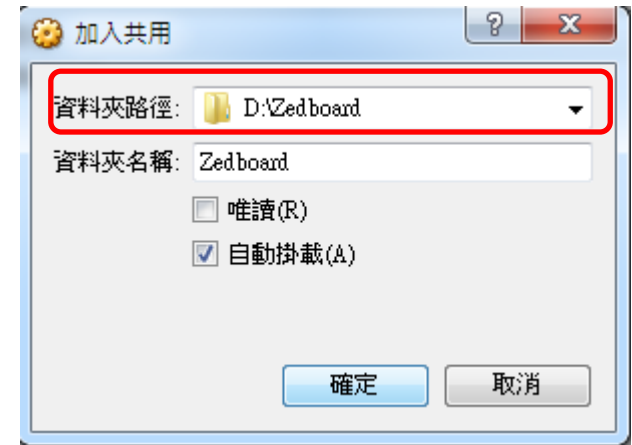 加入共用
資料夾路徑: D:\Zedboard
資料夾名稱: Zedboard
唯讀(R)
自動掛載(A)
確定 取消